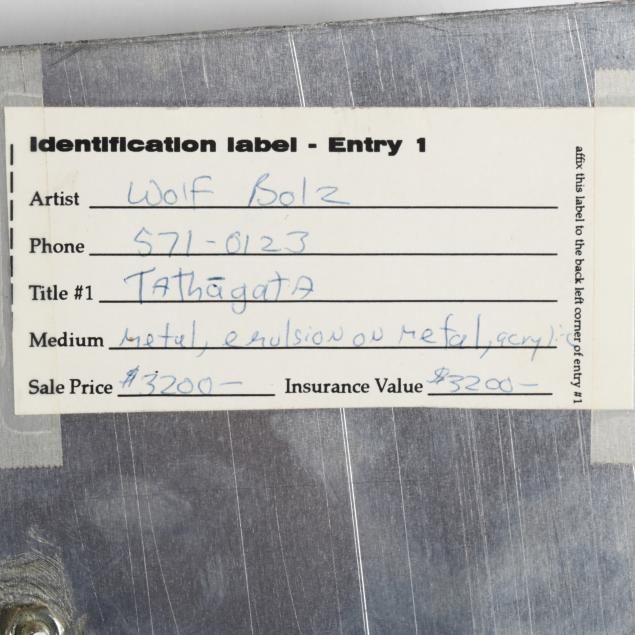 Identification label - Entry 1
Artist Wolf Bolz
Phone 571-0123
Title #1 TAthāgatA
Medium metal, emulsion on metal, acrylic
Sale Price $3200- Insurance Value $3200-
affix this label to the back left corner of entry #1